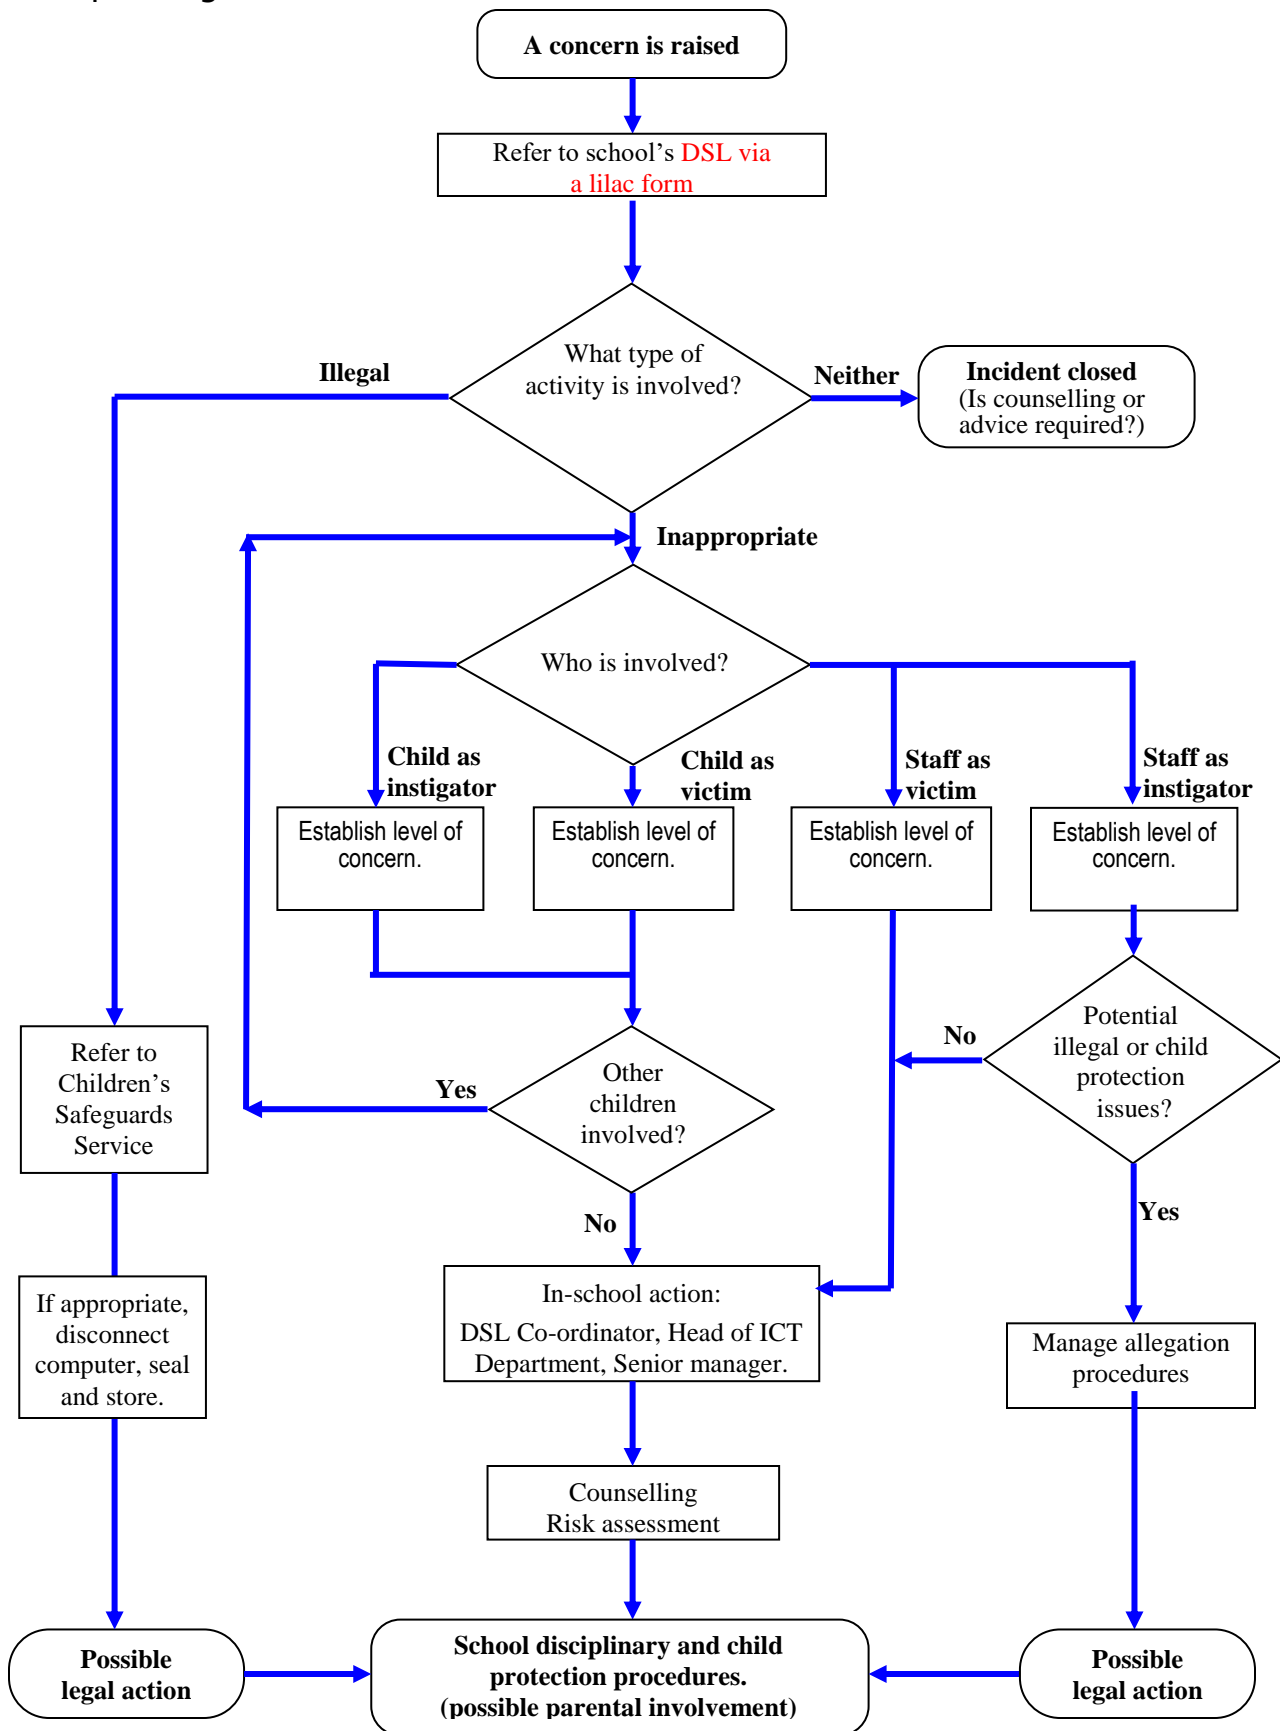 A concern is raised
Refer to school’s DSL via
a lilac form
What type of
activity is involved?
Illegal
Neither
Incident closed
(Is counselling or
advice required?)
Inappropriate
Who is involved?
Child as
instigator
Child as
victim
Staff as
victim
Staff as
instigator
Establish level of
concern.
Establish level of
concern.
Establish level of
concern.
Establish level of
concern.
Refer to
Children’s
Safeguards
Service
Yes
Other
children
involved?
No
Potential
illegal or child
protection
issues?
No
Yes
If appropriate,
disconnect
computer, seal
and store.
In-school action:
DSL Co-ordinator, Head of ICT
Department, Senior manager.
Manage allegation
procedures
Counselling
Risk assessment
Possible
legal action
School disciplinary and child
protection procedures.
(possible parental involvement)
Possible
legal action